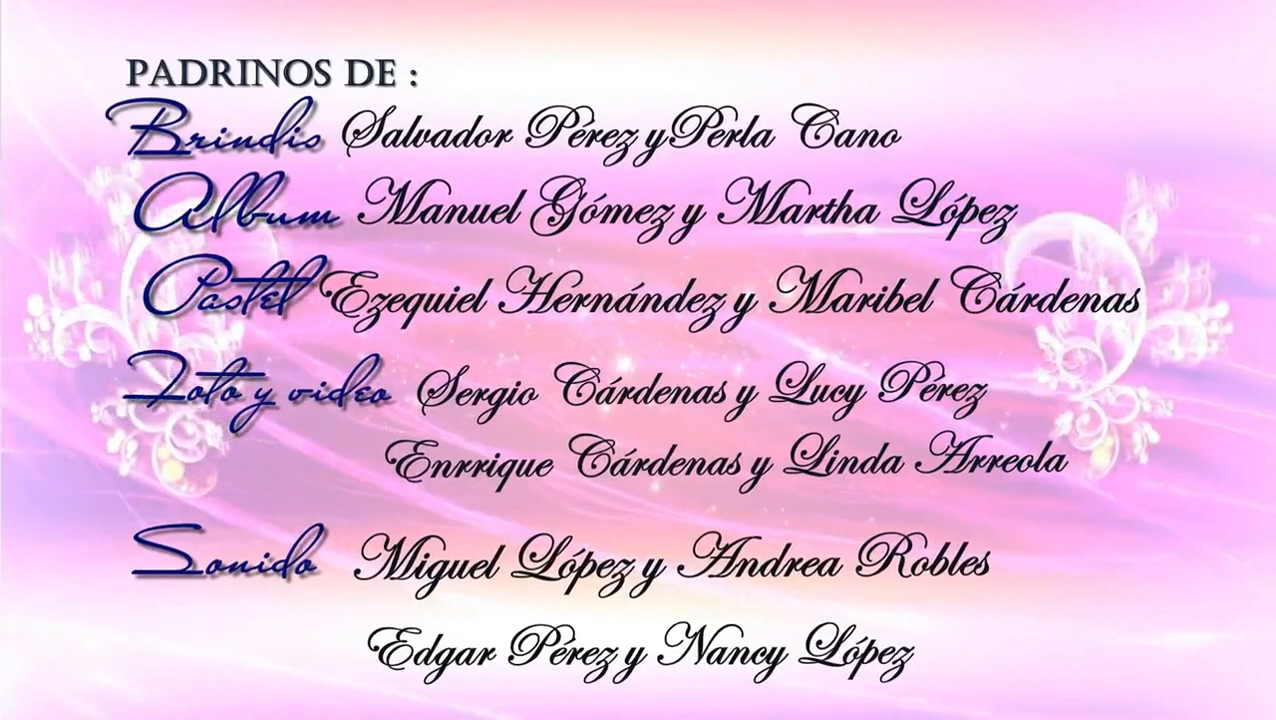 PADRINOS DE :
Brindis Salvador Pérez y Perla Cano
Album Manuel Gómez y Martha López
Pastel Ezequiel Hernández y Maribel Cárdenas
Foto y video Sergio Cárdenas y Lucy Pérez
Enrrique Cárdenas y Linda Arreola
Sonido Miguel López y Andrea Robles
Edgar Pérez y Nancy López